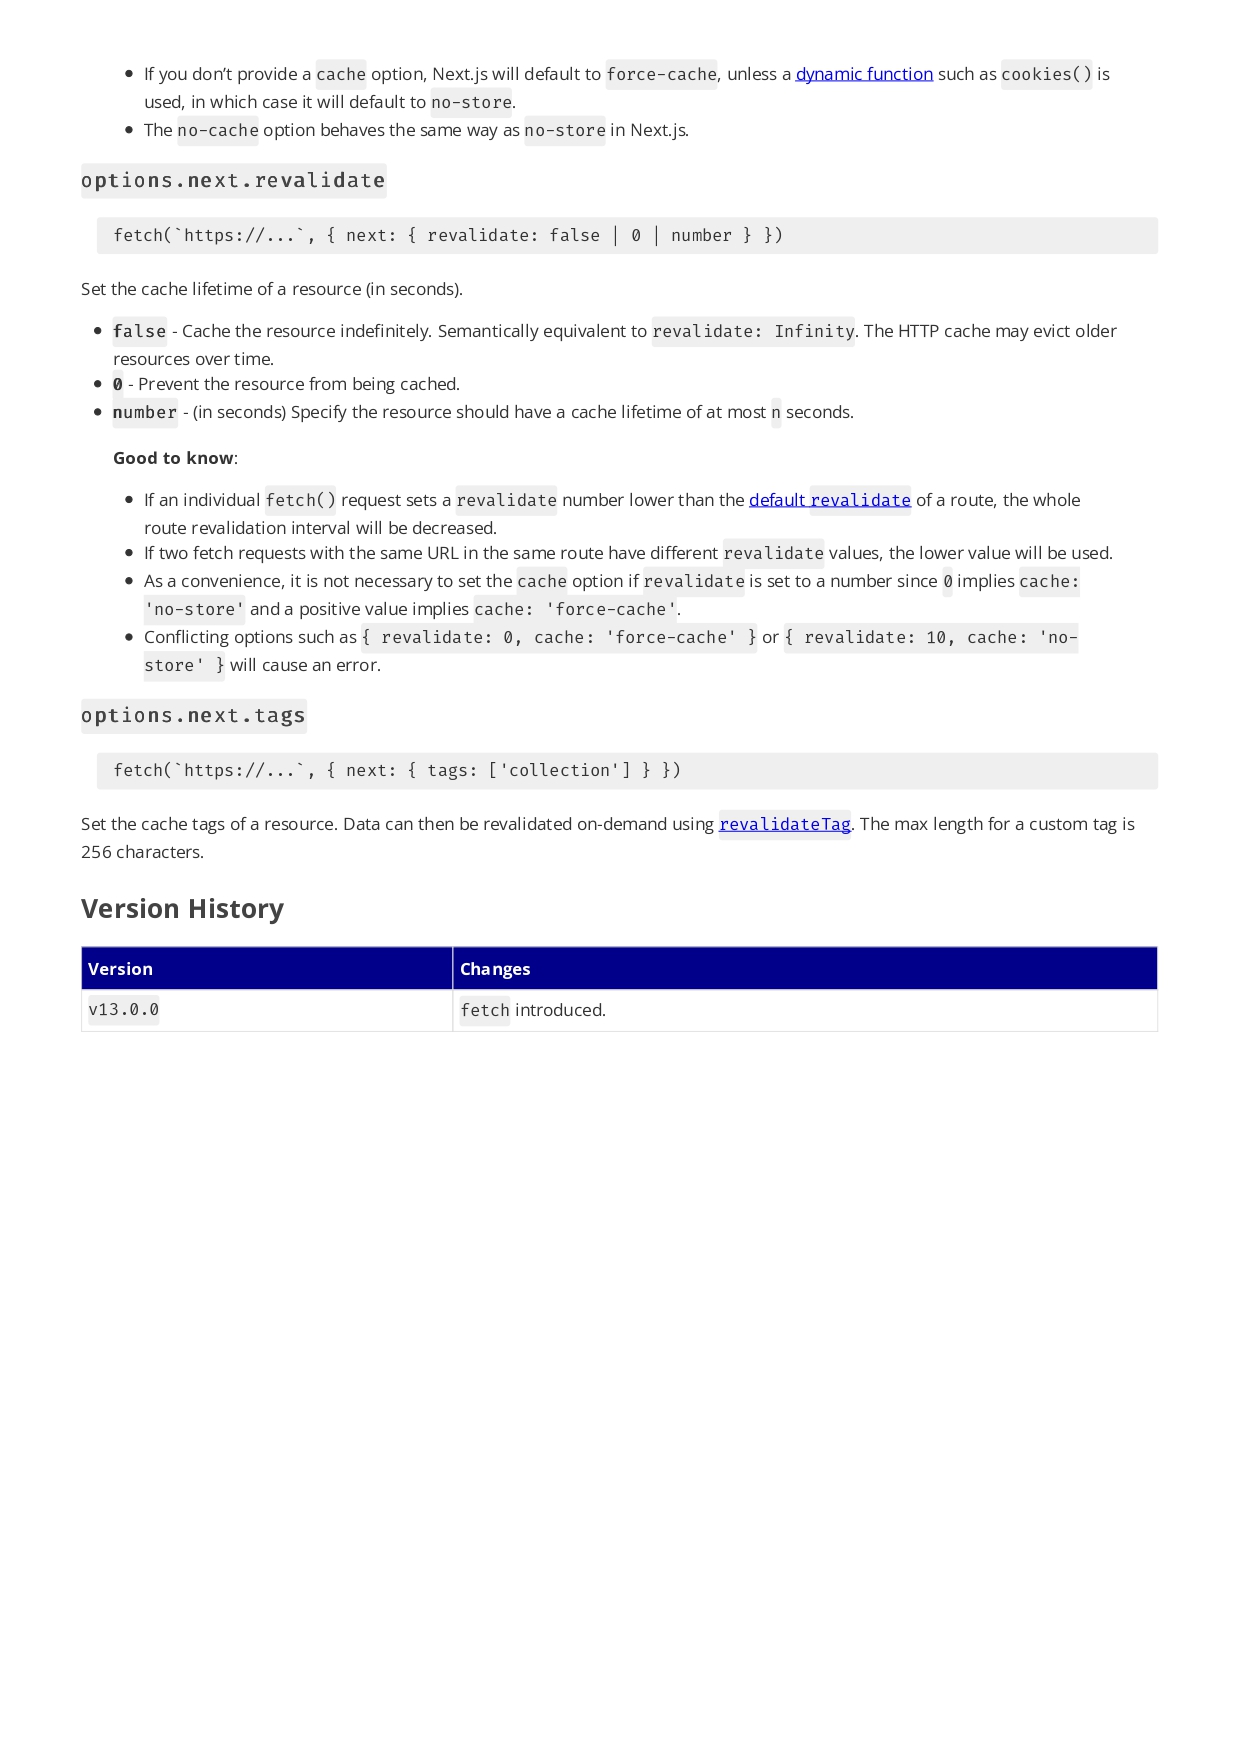 • If you don’t provide a cache option, Next.js will default to force-cache, unless a dynamic function such as cookies() is
used, in which case it will default to no-store.
• The no-cache option behaves the same way as no-store in Next.js.
options.next.revalidate
fetch(`https://...`, { next: { revalidate: false | 0 | number } })
Set the cache lifetime of a resource (in seconds).
• false - Cache the resource indefinitely. Semantically equivalent to revalidate: Infinity. The HTTP cache may evict older
resources over time.
• 0 - Prevent the resource from being cached.
• number - (in seconds) Specify the resource should have a cache lifetime of at most n seconds.
Good to know:
• If an individual fetch() request sets a revalidate number lower than the default revalidate of a route, the whole
route revalidation interval will be decreased.
• If two fetch requests with the same URL in the same route have different revalidate values, the lower value will be used.
• As a convenience, it is not necessary to set the cache option if revalidate is set to a number since 0 implies cache:
'no-store' and a positive value implies cache: 'force-cache'.
• Conflicting options such as { revalidate: 0, cache: 'force-cache' } or { revalidate: 10, cache: 'no-
store' } will cause an error.
options.next.tags
fetch(`https://...`, { next: { tags: ['collection'] } })
Set the cache tags of a resource. Data can then be revalidated on-demand using revalidateTag. The max length for a custom tag is
256 characters.
Version History
Version Changes
v13.0.0 fetch introduced.